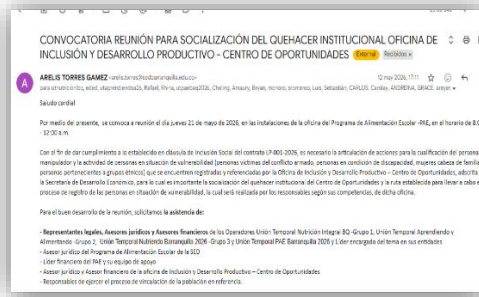 CONVOCATORIA REUNIÓN PARA SOCIALIZACIÓN DEL QUEHACER INSTITUCIONAL OFICINA DE
INCLUSIÓN Y DESARROLLO PRODUCTIVO - CENTRO DE OPORTUNIDADES External Recibidos
A
ARELIS TORRES GAMEZ
12 may 2026, 17:11
Saludo cordial
Por medio del presente, se convoca a reunión el día jueves 21 de mayo de 2026, en las instalaciones de la oficina del Programa de Alimentación Escolar -PAE, en el horario de 8:0
- 12:00 a.m
Con el fin de dar cumplimiento a lo establecido en cláusula de Inclusión Social del contrato LP-001-2026, es necesario la articulación de acciones para la cualificación del personal
manipulador y la actividad de personas en situación de vulnerabilidad (personas víctimas del conflicto armado, personas en condición de discapacidad, mujeres cabeza de familia
personas pertenecientes a grupos étnicos) que se encuentran registradas y referenciadas por la Oficina de Inclusión y Desarrollo Productivo – Centro de Oportunidades, adscrita
la Secretaría de Desarrollo Económico, para lo cual es importante la socialización del quehacer institucional del Centro de Oportunidades y la ruta establecida para llevar a cabo e
proceso de registro de las personas en situación de vulnerabilidad, la cual será realizada por los responsables según sus competencias, de dicha oficina.
Para el buen desarrollo de la reunión, solicitamos la asistencia de:
- Representantes legales, Asesores jurídicos y Asesores financieros de los Operadores Unión Temporal Nutrición Integral BQ -Grupo 1, Unión Temporal Aprendiendo y
Alimentando -Grupo 2, Unión Temporal Nutriendo Barranquilla 2026 -Grupo 3 y Unión Temporal PAE Barranquilla 2026 y Líder encargado del tema en sus entidades
- Asesor jurídico del Programa de Alimentación Escolar de la SED
- Líder financiero del PAE y su equipo de apoyo
- Asesor jurídico y Asesor financiero de la oficina de Inclusión y Desarrollo Productivo – Centro de Oportunidades
- Responsables de ejercer el proceso de vinculación de la población en referencia.